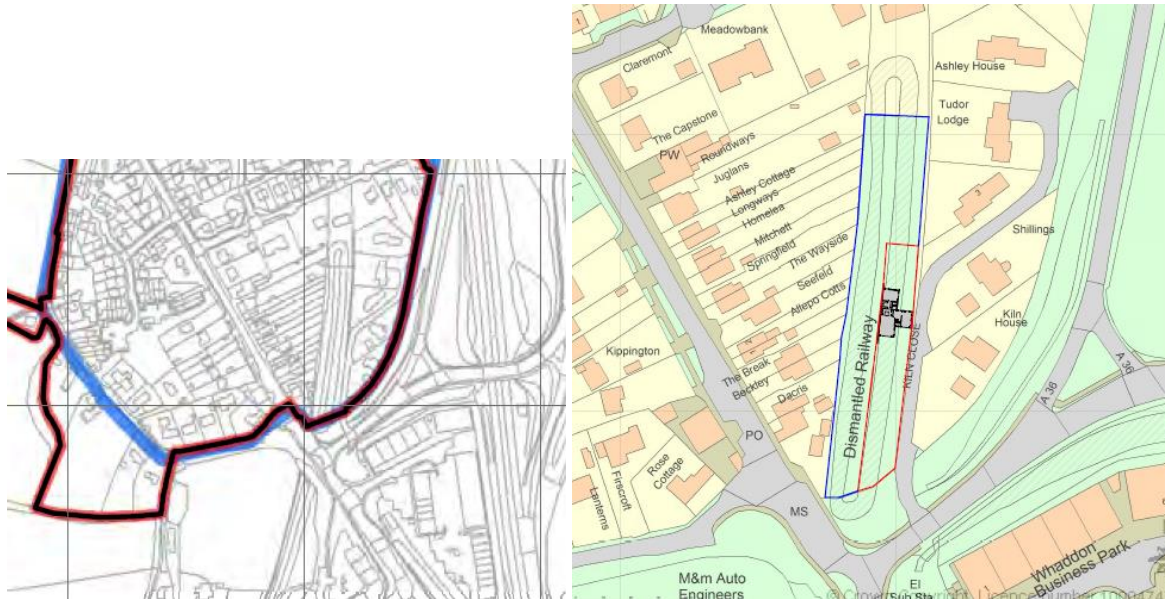 Meadowbank
Claremont
Ashley House
Tudor
Lodge
The Capstone
PW
Roundways
Juglans
Ashley Cottage
Longways
Homelea
Mitchett
Springfield
The Wayside
Seefeld
Allepo Cotts
Shillings
Kiln
House
KILN CLOSE
Dismantled Railway
Kippington
The Break
Beckley
Dacris
A 36
A 36
PO
Rose
Cottage
Firscroft
Lanterns
MS
Whaddon
Business Park
El
Sub Sta
M&m Auto
Engineers